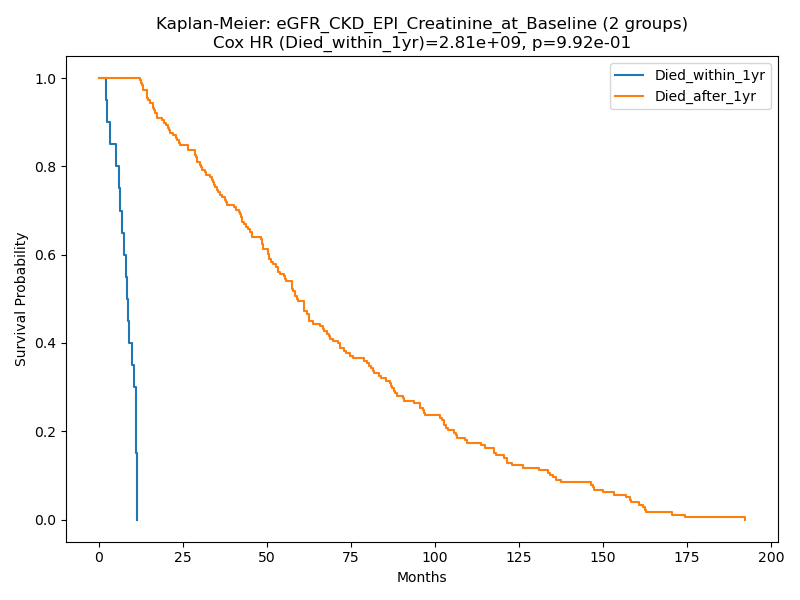 Kaplan-Meier: eGFR_CKD_EPI_Creatinine_at_Baseline (2 groups)
Cox HR (Died_within_1yr)=2.81e+09, p=9.92e-01
Died_within_1yr
Died_after_1yr
Survival Probability
1.0
0.8
0.6
0.4
0.2
0.0
0 25 50 75 100 125 150 175 200
Months